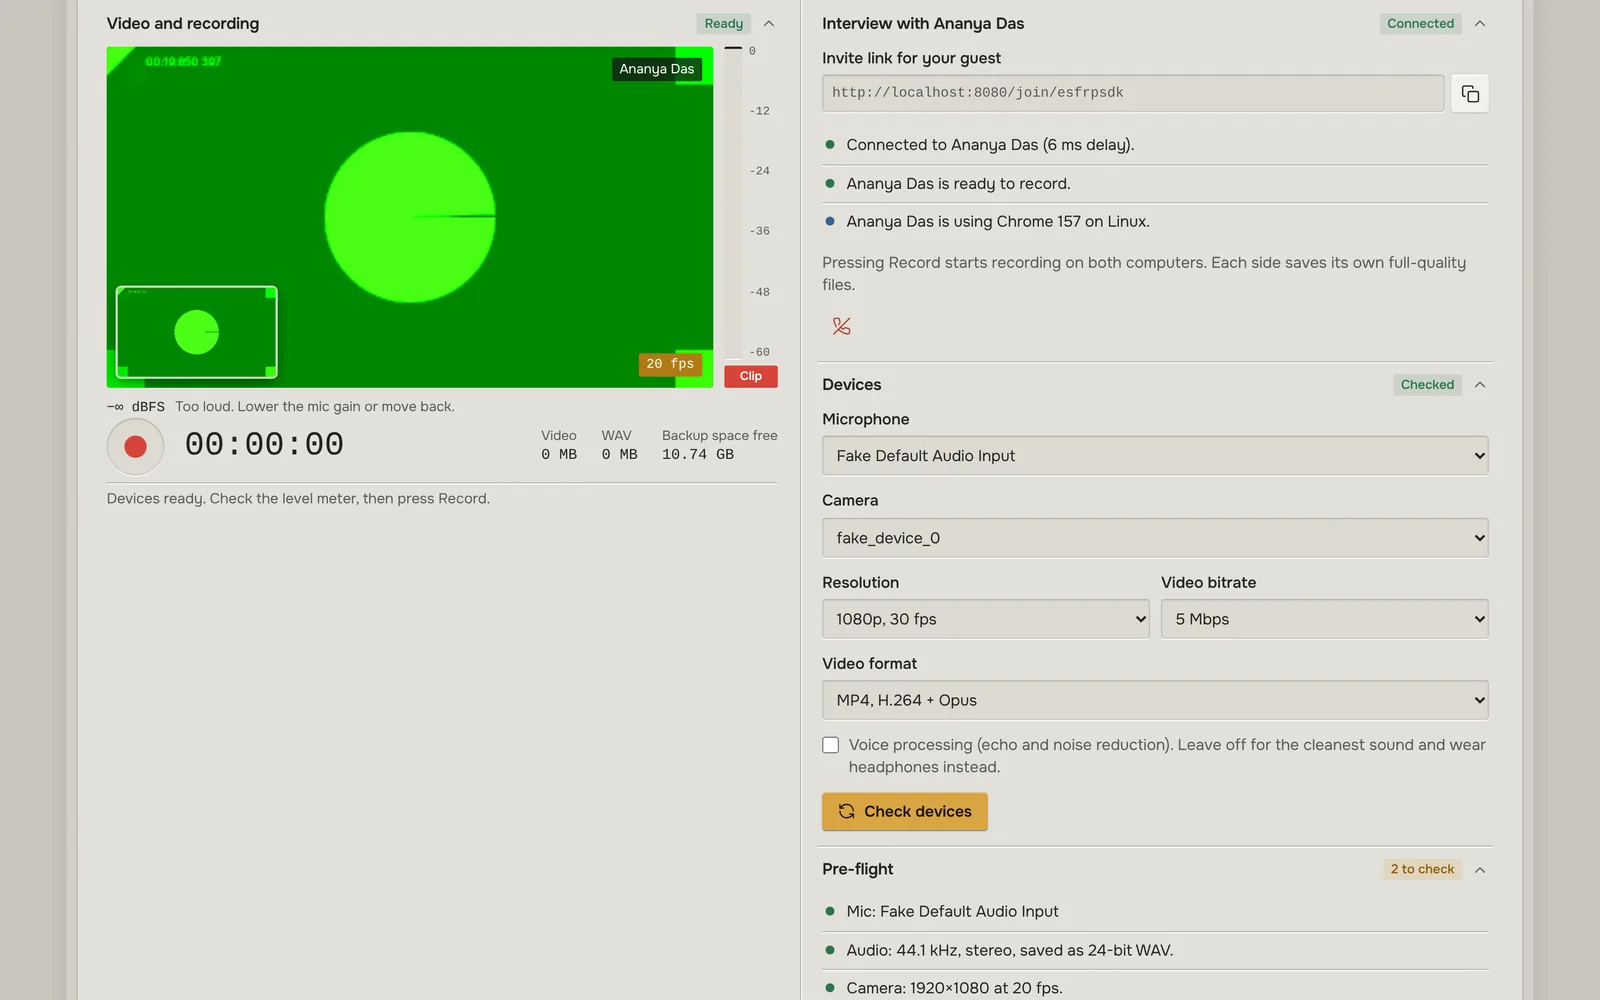 Video and recording
Ready
Ananya Das
20 fps
0
-12
-24
-36
-48
-60
Clip
−∞ dBFS Too loud. Lower the mic gain or move back.
00:00:00
Video
0 MB
WAV
0 MB
Backup space free
10.74 GB
Devices ready. Check the level meter, then press Record.
Interview with Ananya Das
Connected
Invite link for your guest
http://localhost:8080/join/esfrpsdk
Connected to Ananya Das (6 ms delay).
Ananya Das is ready to record.
Ananya Das is using Chrome 157 on Linux.
Pressing Record starts recording on both computers. Each side saves its own full-quality
files.
Devices
Checked
Microphone
Fake Default Audio Input
Camera
fake_device_0
Resolution
1080p, 30 fps
Video bitrate
5 Mbps
Video format
MP4, H.264 + Opus
Voice processing (echo and noise reduction). Leave off for the cleanest sound and wear
headphones instead.
Check devices
Pre-flight
2 to check
Mic: Fake Default Audio Input
Audio: 44.1 kHz, stereo, saved as 24-bit WAV.
Camera: 1920×1080 at 20 fps.